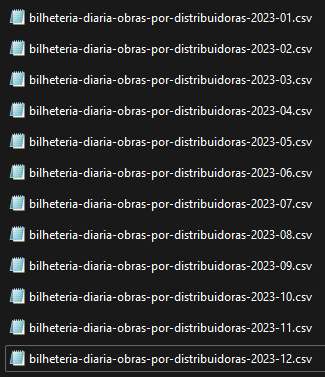 bilheteria-diaria-obras-por-distribuidoras-2023-01.csv
bilheteria-diaria-obras-por-distribuidoras-2023-02.csv
bilheteria-diaria-obras-por-distribuidoras-2023-03.csv
bilheteria-diaria-obras-por-distribuidoras-2023-04.csv
bilheteria-diaria-obras-por-distribuidoras-2023-05.csv
bilheteria-diaria-obras-por-distribuidoras-2023-06.csv
bilheteria-diaria-obras-por-distribuidoras-2023-07.csv
bilheteria-diaria-obras-por-distribuidoras-2023-08.csv
bilheteria-diaria-obras-por-distribuidoras-2023-09.csv
bilheteria-diaria-obras-por-distribuidoras-2023-10.csv
bilheteria-diaria-obras-por-distribuidoras-2023-11.csv
bilheteria-diaria-obras-por-distribuidoras-2023-12.csv